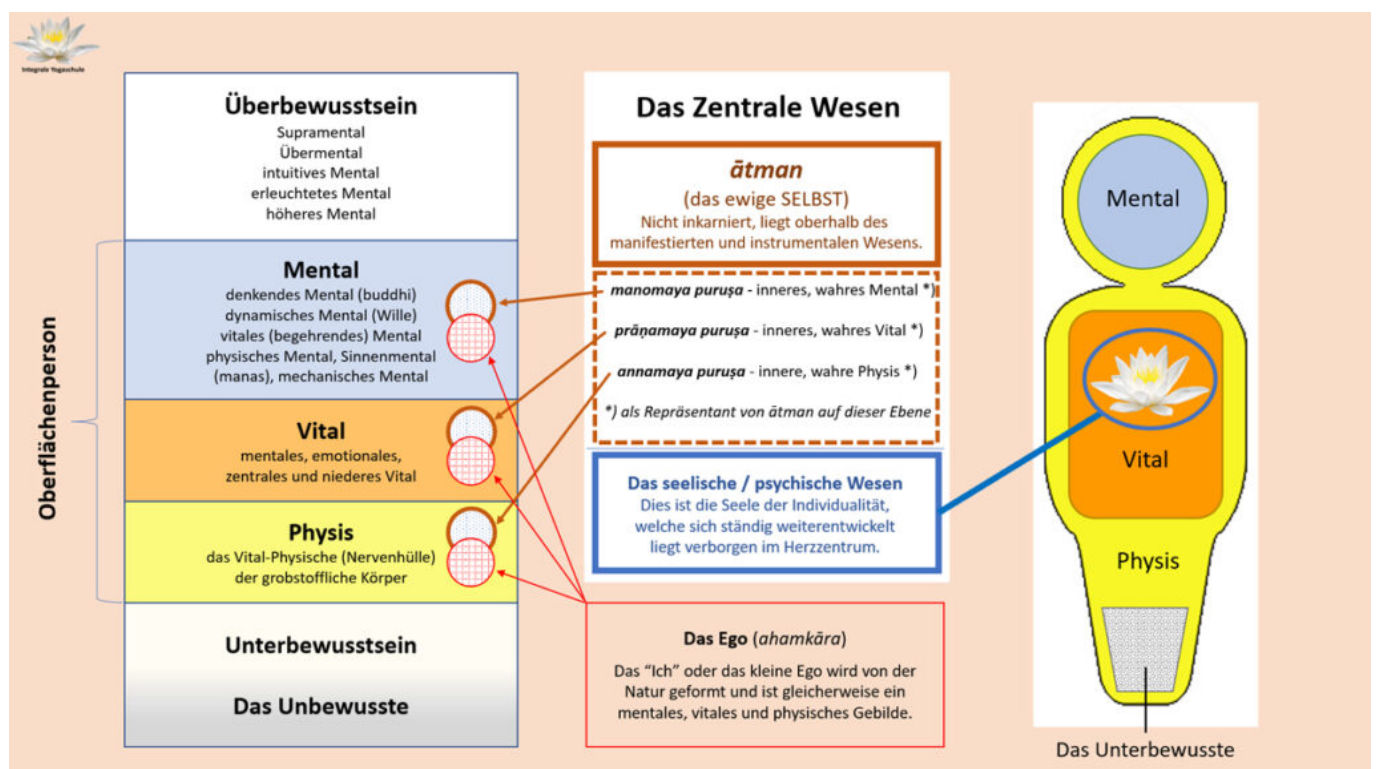 Integrale Yogaschule
Überbewusstsein
Supramental
Übermental
intuitives Mental
erleuchtetes Mental
höheres Mental
Oberflächenperson
Mental
denkendes Mental (buddhi)
dynamisches Mental (Wille)
vitales (begehrendes) Mental
physisches Mental, Sinnenmental
(manas), mechanisches Mental
Vital
mentales, emotionales,
zentrales und niederes Vital
Physis
das Vital-Physische (Nervenhülle)
der grobstoffliche Körper
Unterbewusstsein
Das Unbewusste
Das Zentrale Wesen
ātman
(das ewige SELBST)
Nicht inkarniert, liegt oberhalb des
manifestierten und instrumentalen Wesens.
manomaya puruṣa - inneres, wahres Mental *)
prāṇamaya puruṣa - inneres, wahres Vital *)
annamaya puruṣa - innere, wahre Physis *)
*) als Repräsentant von ātman auf dieser Ebene
Das seelische / psychische Wesen
Dies ist die Seele der Individualität,
welche sich ständig weiterentwickelt
liegt verborgen im Herzzentrum.
Das Ego (ahamkāra)
Das “Ich” oder das kleine Ego wird von der
Natur geformt und ist gleicherweise ein
mentales, vitales und physisches Gebilde.
Mental
Vital
Physis
Das Unterbewusste